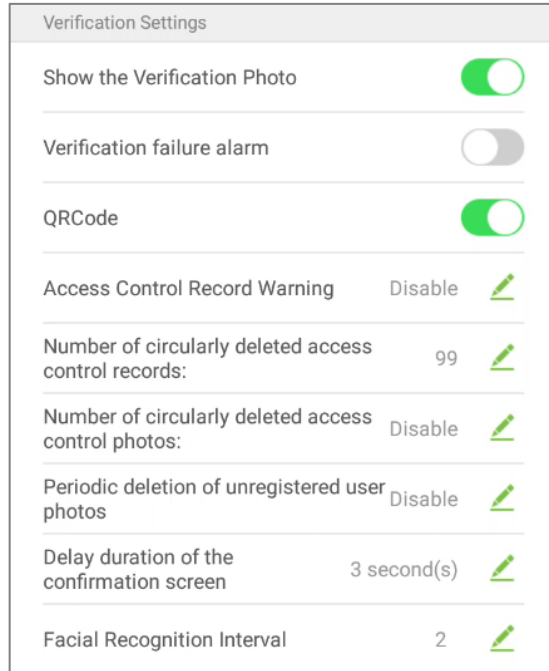 Verification Settings
Show the Verification Photo
Verification failure alarm
QRCode
Access Control Record Warning Disable
Number of circularly deleted access
control records: 99
Number of circularly deleted access
control photos: Disable
Periodic deletion of unregistered user
photos Disable
Delay duration of the
confirmation screen 3 second(s)
Facial Recognition Interval 2